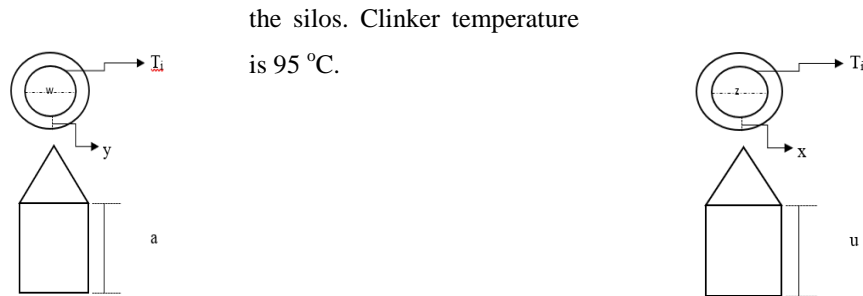 the silos. Clinker temperature
is 95 °C.
Ti
w
y
a
Ti
z
x
u